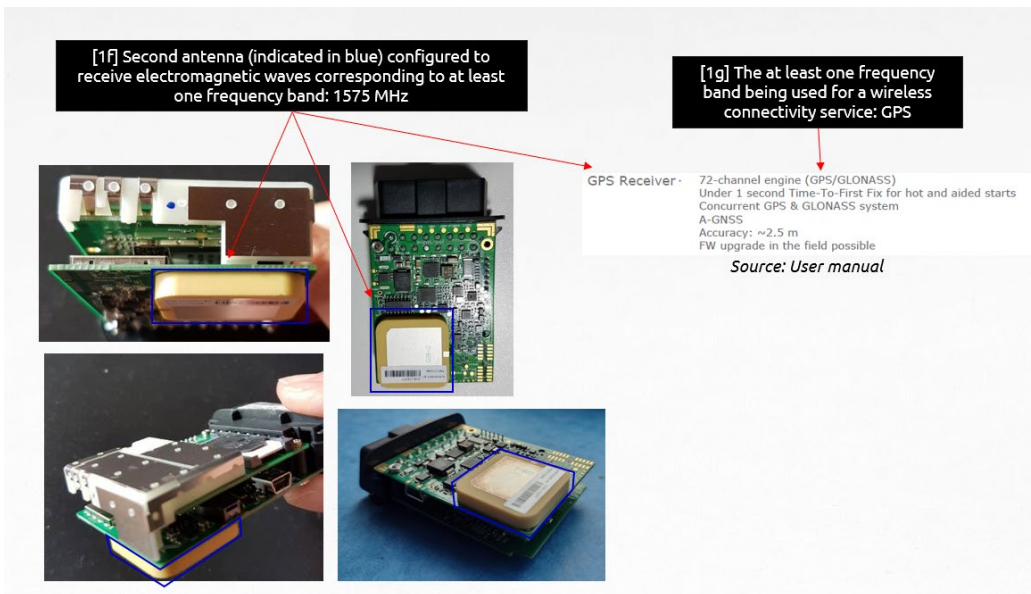 [1f] Second antenna (indicated in blue) configured to
receive electromagnetic waves corresponding to at least
one frequency band: 1575 MHz
[1g] The at least one frequency
band being used for a wireless
connectivity service: GPS
GPS Receiver·
72-channel engine (GPS/GLONASS)
Under 1 second Time-To-First Fix for hot and aided starts
Concurrent GPS & GLONASS system
A-GNSS
Accuracy: ~2.5 m
FW upgrade in the field possible
Source: User manual